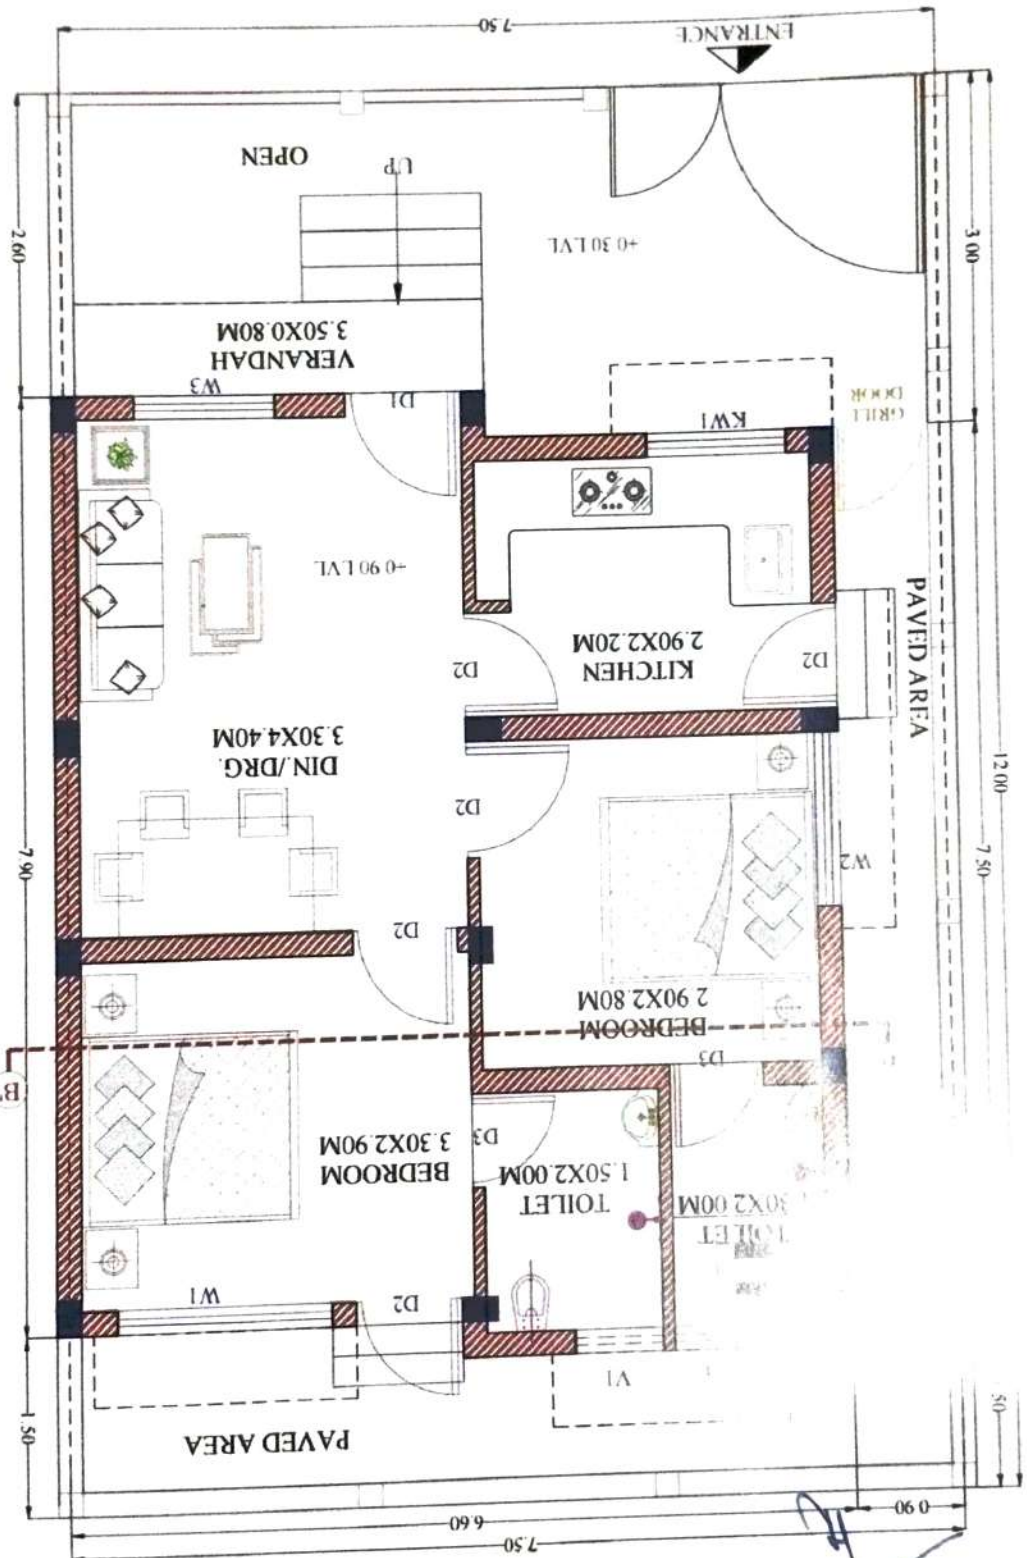 7.50
0.90
6.60
PAVED AREA
1.50
V1
D2
W1
TOILET
TOILET
1.50X2.00M
BEDROOM
3.30X2.90M
D3
B'
D3
BEDROOM
2.90X2.80M
D2
W2
7.50
12.00
7.90
D2
DIN./DRG.
3.30X4.40M
PAVED AREA
D2
KITCHEN
2.90X2.20M
D2
+0.90 LVL
GRILL
DOOR
KW1
D1
W3
VERANDAH
3.50X0.80M
3.00
+0.30 LVL
2.60
UP
OPEN
ENTRANCE
7.50